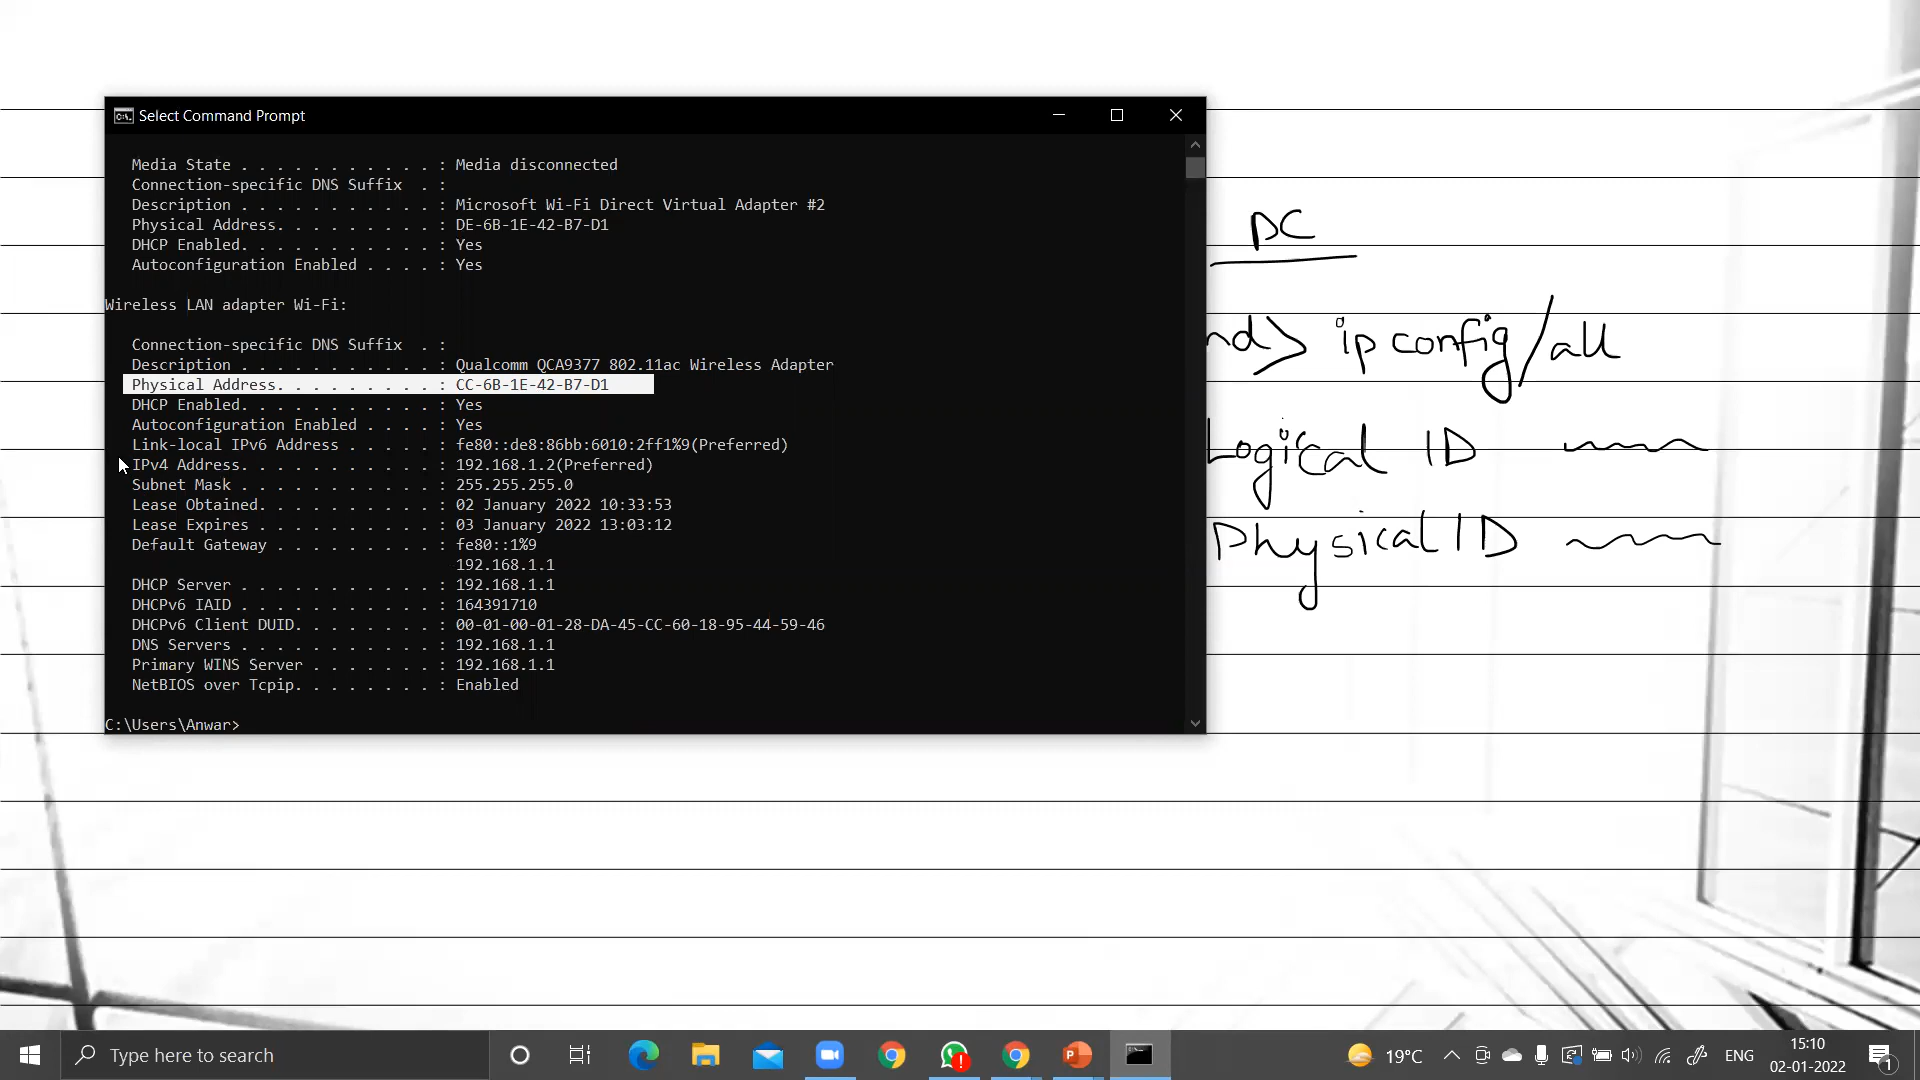 Select Command Prompt
Media State . . . . . . . . . . . : Media disconnected
Connection-specific DNS Suffix . :
Description . . . . . . . . . . . : Microsoft Wi-Fi Direct Virtual Adapter #2
Physical Address. . . . . . . . . : DE-6B-1E-42-B7-D1
DHCP Enabled. . . . . . . . . . . : Yes
Autoconfiguration Enabled . . . . : Yes
Wireless LAN adapter Wi-Fi:
Connection-specific DNS Suffix . :
Description . . . . . . . . . . . : Qualcomm QCA9377 802.11ac Wireless Adapter
Physical Address. . . . . . . . . : CC-6B-1E-42-B7-D1
DHCP Enabled. . . . . . . . . . . : Yes
Autoconfiguration Enabled . . . . : Yes
Link-local IPv6 Address . . . . . : fe80::de8:86bb:6010:2ff1%9(Preferred)
IPv4 Address. . . . . . . . . . . : 192.168.1.2(Preferred)
Subnet Mask . . . . . . . . . . . : 255.255.255.0
Lease Obtained. . . . . . . . . . : 02 January 2022 10:33:53
Lease Expires . . . . . . . . . . : 03 January 2022 13:03:12
Default Gateway . . . . . . . . . : fe80::1%9
192.168.1.1
DHCP Server . . . . . . . . . . . : 192.168.1.1
DHCPv6 IAID . . . . . . . . . . . : 164391710
DHCPv6 Client DUID. . . . . . . . : 00-01-00-01-28-DA-45-CC-60-18-95-44-59-46
DNS Servers . . . . . . . . . . . : 192.168.1.1
Primary WINS Server . . . . . . . : 192.168.1.1
NetBIOS over Tcpip. . . . . . . . : Enabled
C:\Users\Anwar>
DC
nd> ipconfig/all
Logical ID
Physical ID
Type here to search
19°C
ENG
15:10
02-01-2022
1